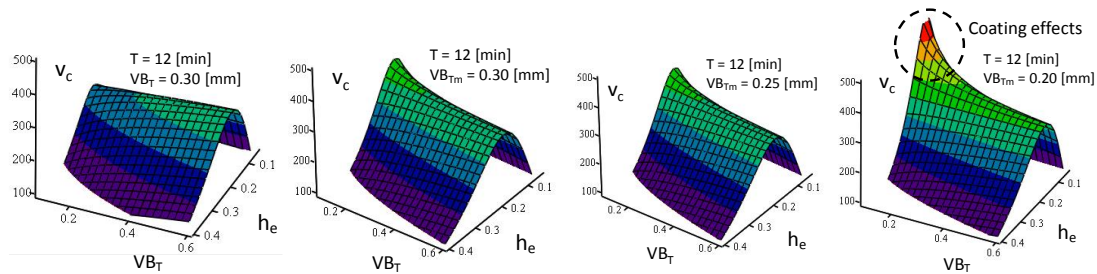 T = 12 [min]
VB_T = 0.30 [mm]
v_c
500
400
300
200
100
0.2
0.4
0.6
VB_T
0.1
0.2
0.3
0.4
h_e
T = 12 [min]
VB_Tm = 0.30 [mm]
v_c
500
400
300
200
100
0.2
0.4
0.6
VB_T
0.1
0.2
0.3
0.4
h_e
T = 12 [min]
VB_Tm = 0.25 [mm]
v_c
500
400
300
200
100
0.2
0.4
0.6
VB_T
0.1
0.2
0.3
0.4
h_e
Coating effects
T = 12 [min]
VB_Tm = 0.20 [mm]
v_c
500
400
300
200
100
0.2
0.4
0.6
VB_T
0.1
0.2
0.3
0.4
h_e